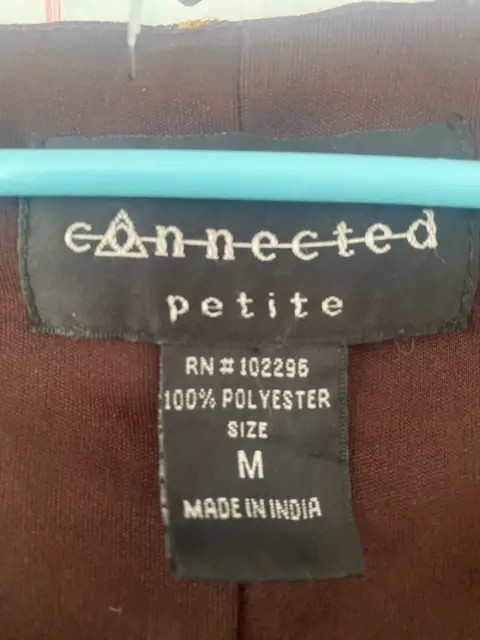 connected
petite
RN#102296
100% POLYESTER
SIZE
M
MADE IN INDIA